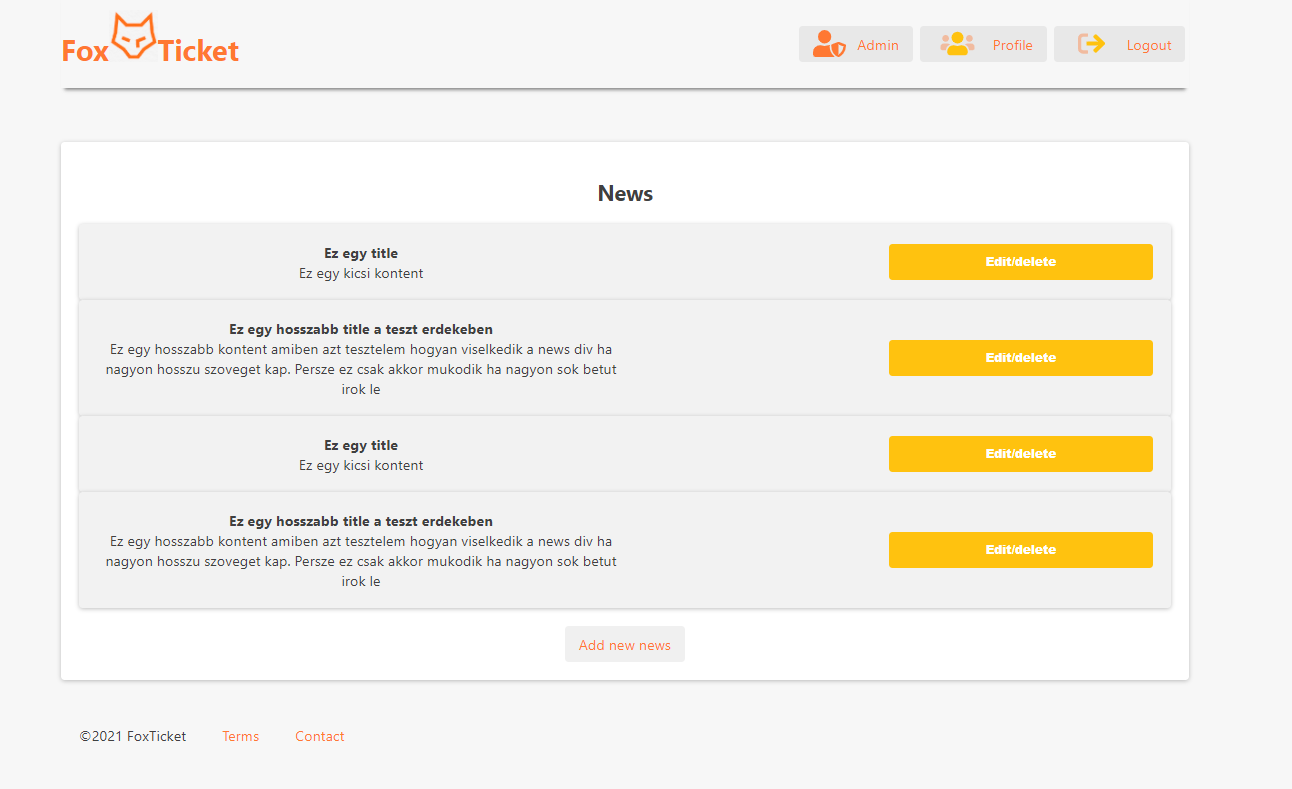 Fox Ticket
Admin
Profile
Logout
News
Ez egy title
Ez egy kicsi kontent
Edit/delete
Ez egy hosszabb title a teszt erdekeben
Ez egy hosszabb kontent amiben azt tesztelem hogyan viselkedik a news div ha
nagyon hosszu szoveget kap. Persze ez csak akkor mukodik ha nagyon sok betut
irok le
Edit/delete
Ez egy title
Ez egy kicsi kontent
Edit/delete
Ez egy hosszabb title a teszt erdekeben
Ez egy hosszabb kontent amiben azt tesztelem hogyan viselkedik a news div ha
nagyon hosszu szoveget kap. Persze ez csak akkor mukodik ha nagyon sok betut
irok le
Edit/delete
Add new news
©2021 FoxTicket
Terms
Contact